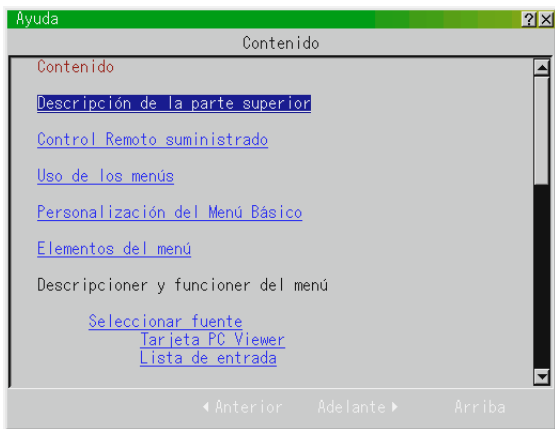 Ayuda
Contenido
Contenido
Descripción de la parte superior
Control Remoto suministrado
Uso de los menús
Personalización del Menú Básico
Elementos del menú
Descripcioner y funcioner del menú
Seleccionar fuente
Tarjeta PC Viewer
Lista de entrada
Anterior Adelante Arriba